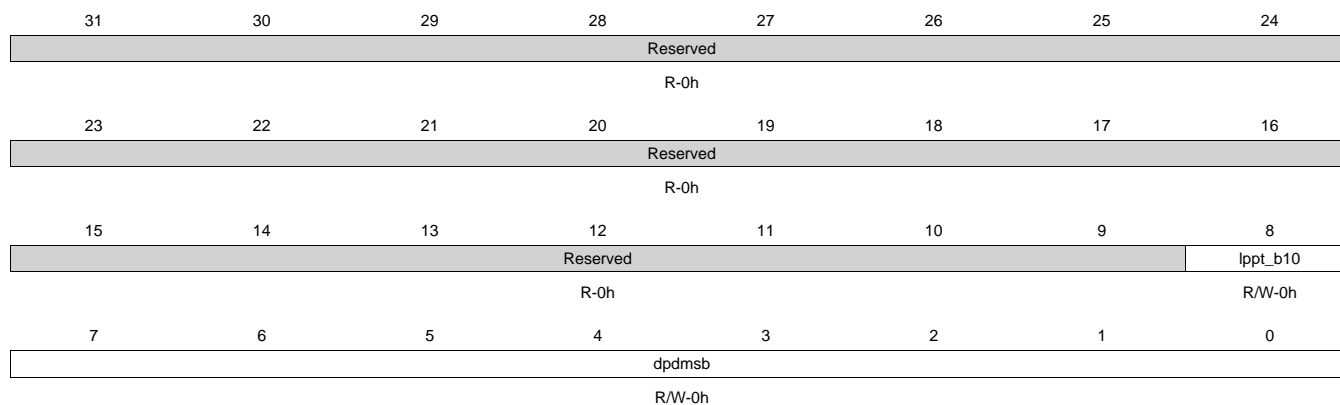 31 30 29 28 27 26 25 24
Reserved
R-0h
23 22 21 20 19 18 17 16
Reserved
R-0h
15 14 13 12 11 10 9 8
Reserved lppt_b10
R-0h R/W-0h
7 6 5 4 3 2 1 0
dpdmsb
R/W-0h